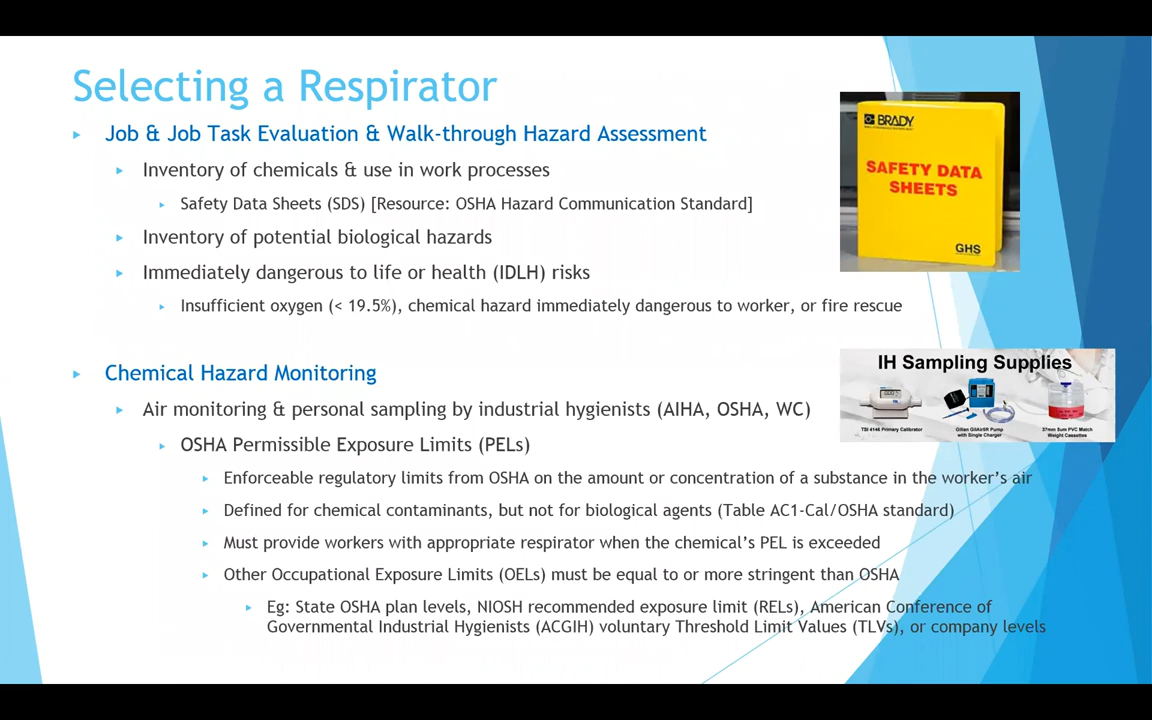 Selecting a Respirator
Job & Job Task Evaluation & Walk-through Hazard Assessment
Inventory of chemicals & use in work processes
Safety Data Sheets (SDS) [Resource: OSHA Hazard Communication Standard]
Inventory of potential biological hazards
Immediately dangerous to life or health (IDLH) risks
Insufficient oxygen (< 19.5%), chemical hazard immediately dangerous to worker, or fire rescue
BRADY
SAFETY DATA
SHEETS
GHS
Chemical Hazard Monitoring
Air monitoring & personal sampling by industrial hygienists (AIHA, OSHA, WC)
OSHA Permissible Exposure Limits (PELs)
Enforceable regulatory limits from OSHA on the amount or concentration of a substance in the worker’s air
Defined for chemical contaminants, but not for biological agents (Table AC1-Cal/OSHA standard)
Must provide workers with appropriate respirator when the chemical’s PEL is exceeded
Other Occupational Exposure Limits (OELs) must be equal to or more stringent than OSHA
Eg: State OSHA plan levels, NIOSH recommended exposure limit (RELs), American Conference of
Governmental Industrial Hygienists (ACGIH) voluntary Threshold Limit Values (TLVs), or company levels
IH Sampling Supplies
TSI 4146 Primary Calibrator
Gilian GilAir5R Pump
with Single Charger
37mm 5um PVC Match
Weight Cassettes